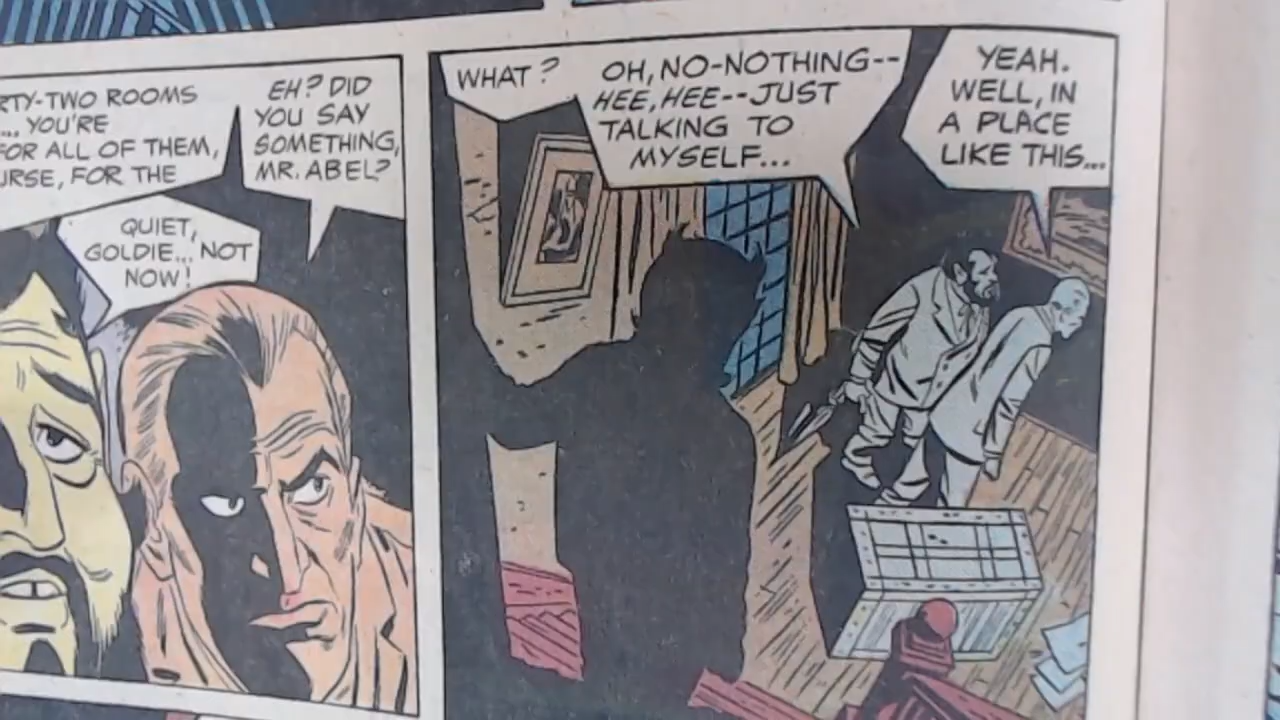 RTY-TWO ROOMS
... YOU'RE
FOR ALL OF THEM,
URSE, FOR THE
EH? DID
YOU SAY
SOMETHING,
MR. ABEL?
QUIET,
GOLDIE... NOT
NOW!
WHAT?
OH, NO-NOTHING--
HEE, HEE--JUST
TALKING TO
MYSELF...
YEAH.
WELL, IN
A PLACE
LIKE THIS...